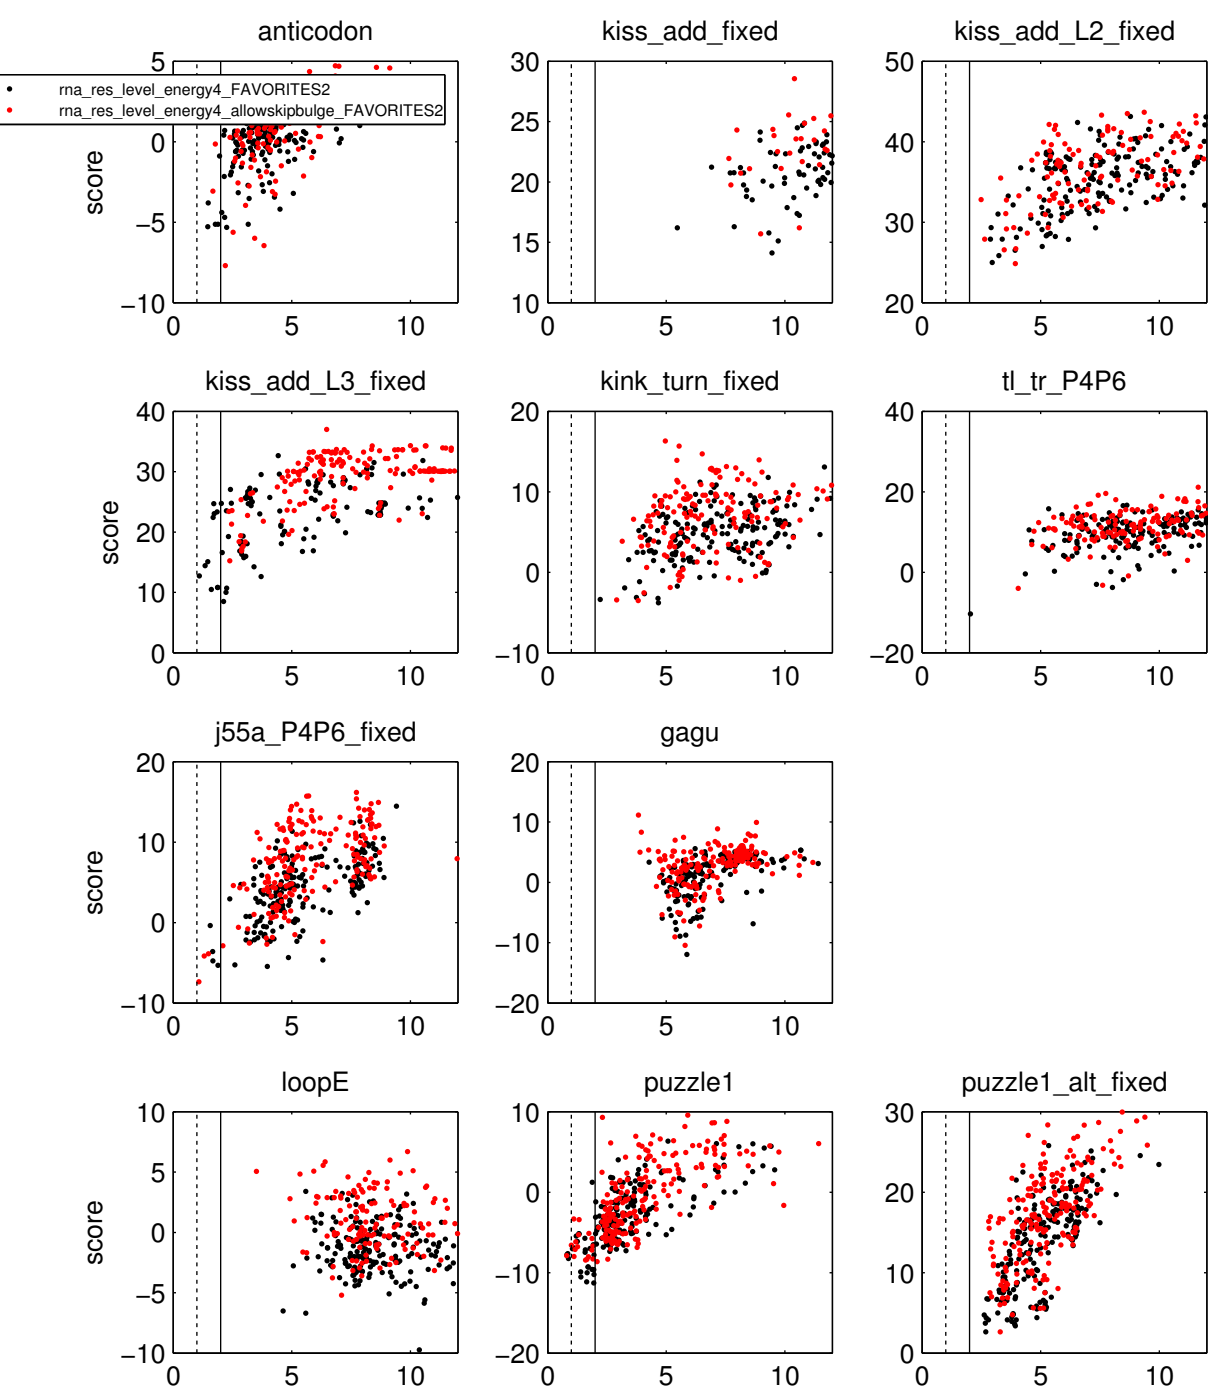 anticodon kiss_add_fixed kiss_add_L2_fixed
5 30 50
rna_res_level_energy4_FAVORITES2
rna_res_level_energy4_allowskipbulge_FAVORITES2
25 40
0
score 20
−5 15 30
−10 10 20
0 5 10 0 5 10 0 5 10
kiss_add_L3_fixed kink_turn_fixed tl_tr_P4P6
40 20 40
30 10 20
score 20
10 0 0
0 −10 −20
0 5 10 0 5 10 0 5 10
j55a_P4P6_fixed gagu
20 20
10 10
score 0
0 −10
−10 −20
0 5 10 0 5 10
loopE puzzle1 puzzle1_alt_fixed
10 10 30
5 0 20
score 0
−5 −10 10
−10 −20 0
0 5 10 0 5 10 0 5 10